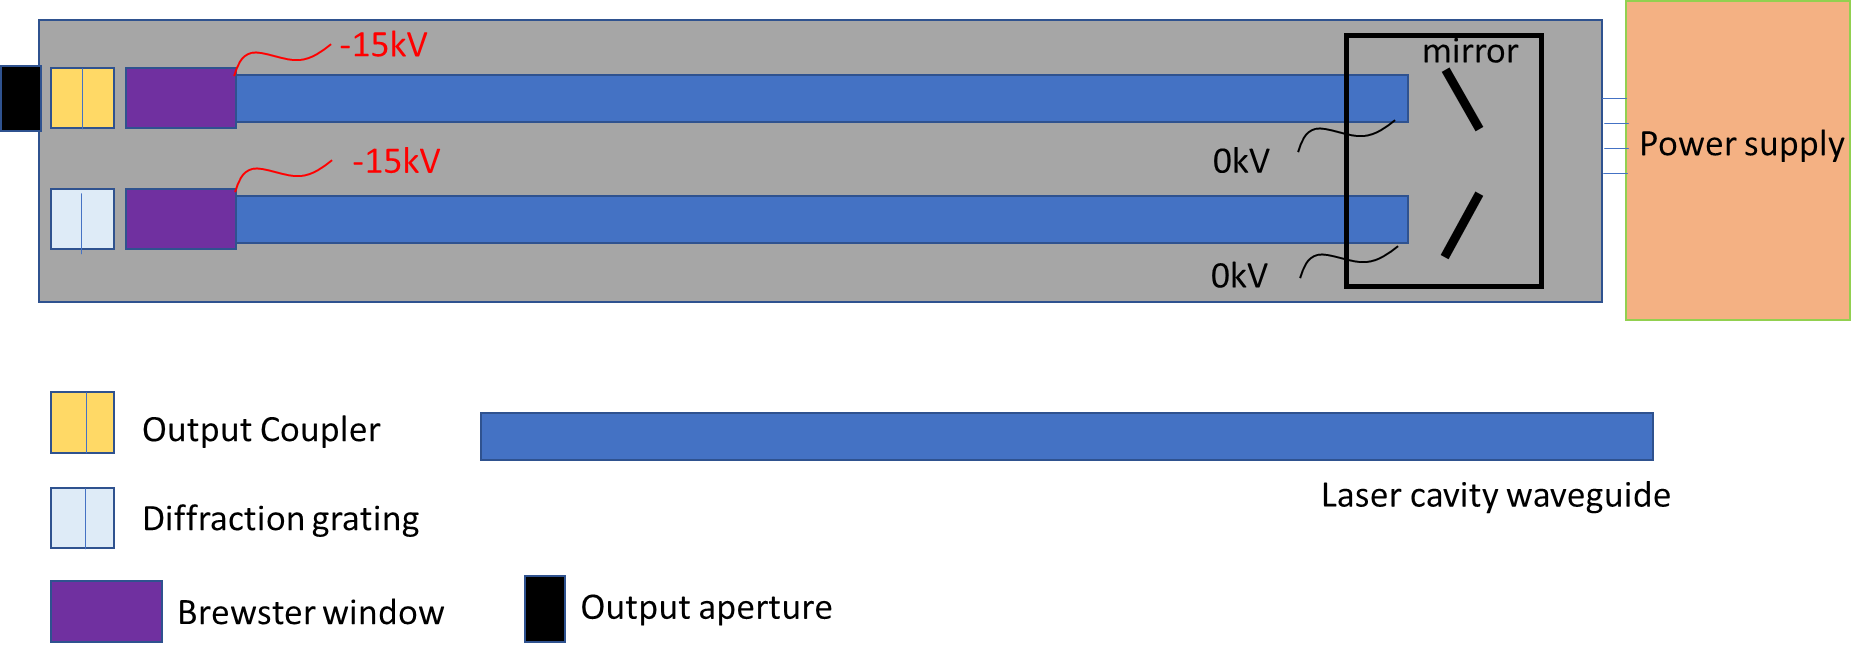 -15kV
mirror
Power supply
-15kV
0kV
0kV
Output Coupler
Laser cavity waveguide
Diffraction grating
Brewster window
Output aperture